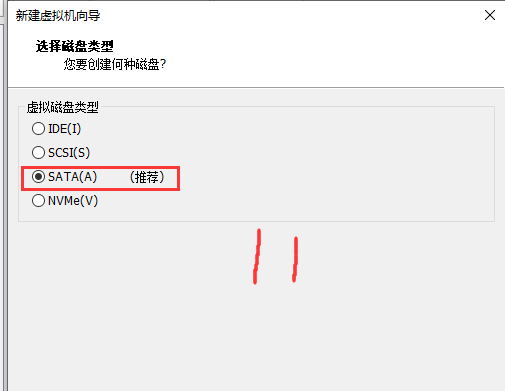 新建虚拟机向导
选择磁盘类型
您要创建何种磁盘?
虚拟磁盘类型
IDE(I)
SCSI(S)
SATA(A) （推荐）
NVMe(V)
11